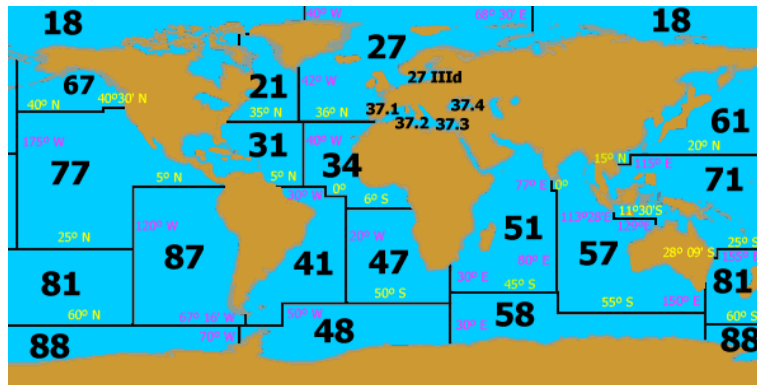 40º W
68º 30' E
18
18
27
67
21
42º W
27 IIId
40º N
40º30' N
35º N
36º N
37.1
37.2
37.3
37.4
61
175º W
31
40º W
34
20º N
15º N
115º E
77
5º N
5º N
0º
77º E
0º
71
6º S
113º28'E
11º30'S
129ºE
120º W
20º W
51
25º N
87
41
47
57
28º 09' S
25º S
155º E
81
30º E
80º E
45º S
81
50º S
60º N
67º 16' W
50º W
58
55º S
150º E
60º S
88
70º W
48
30º E
88